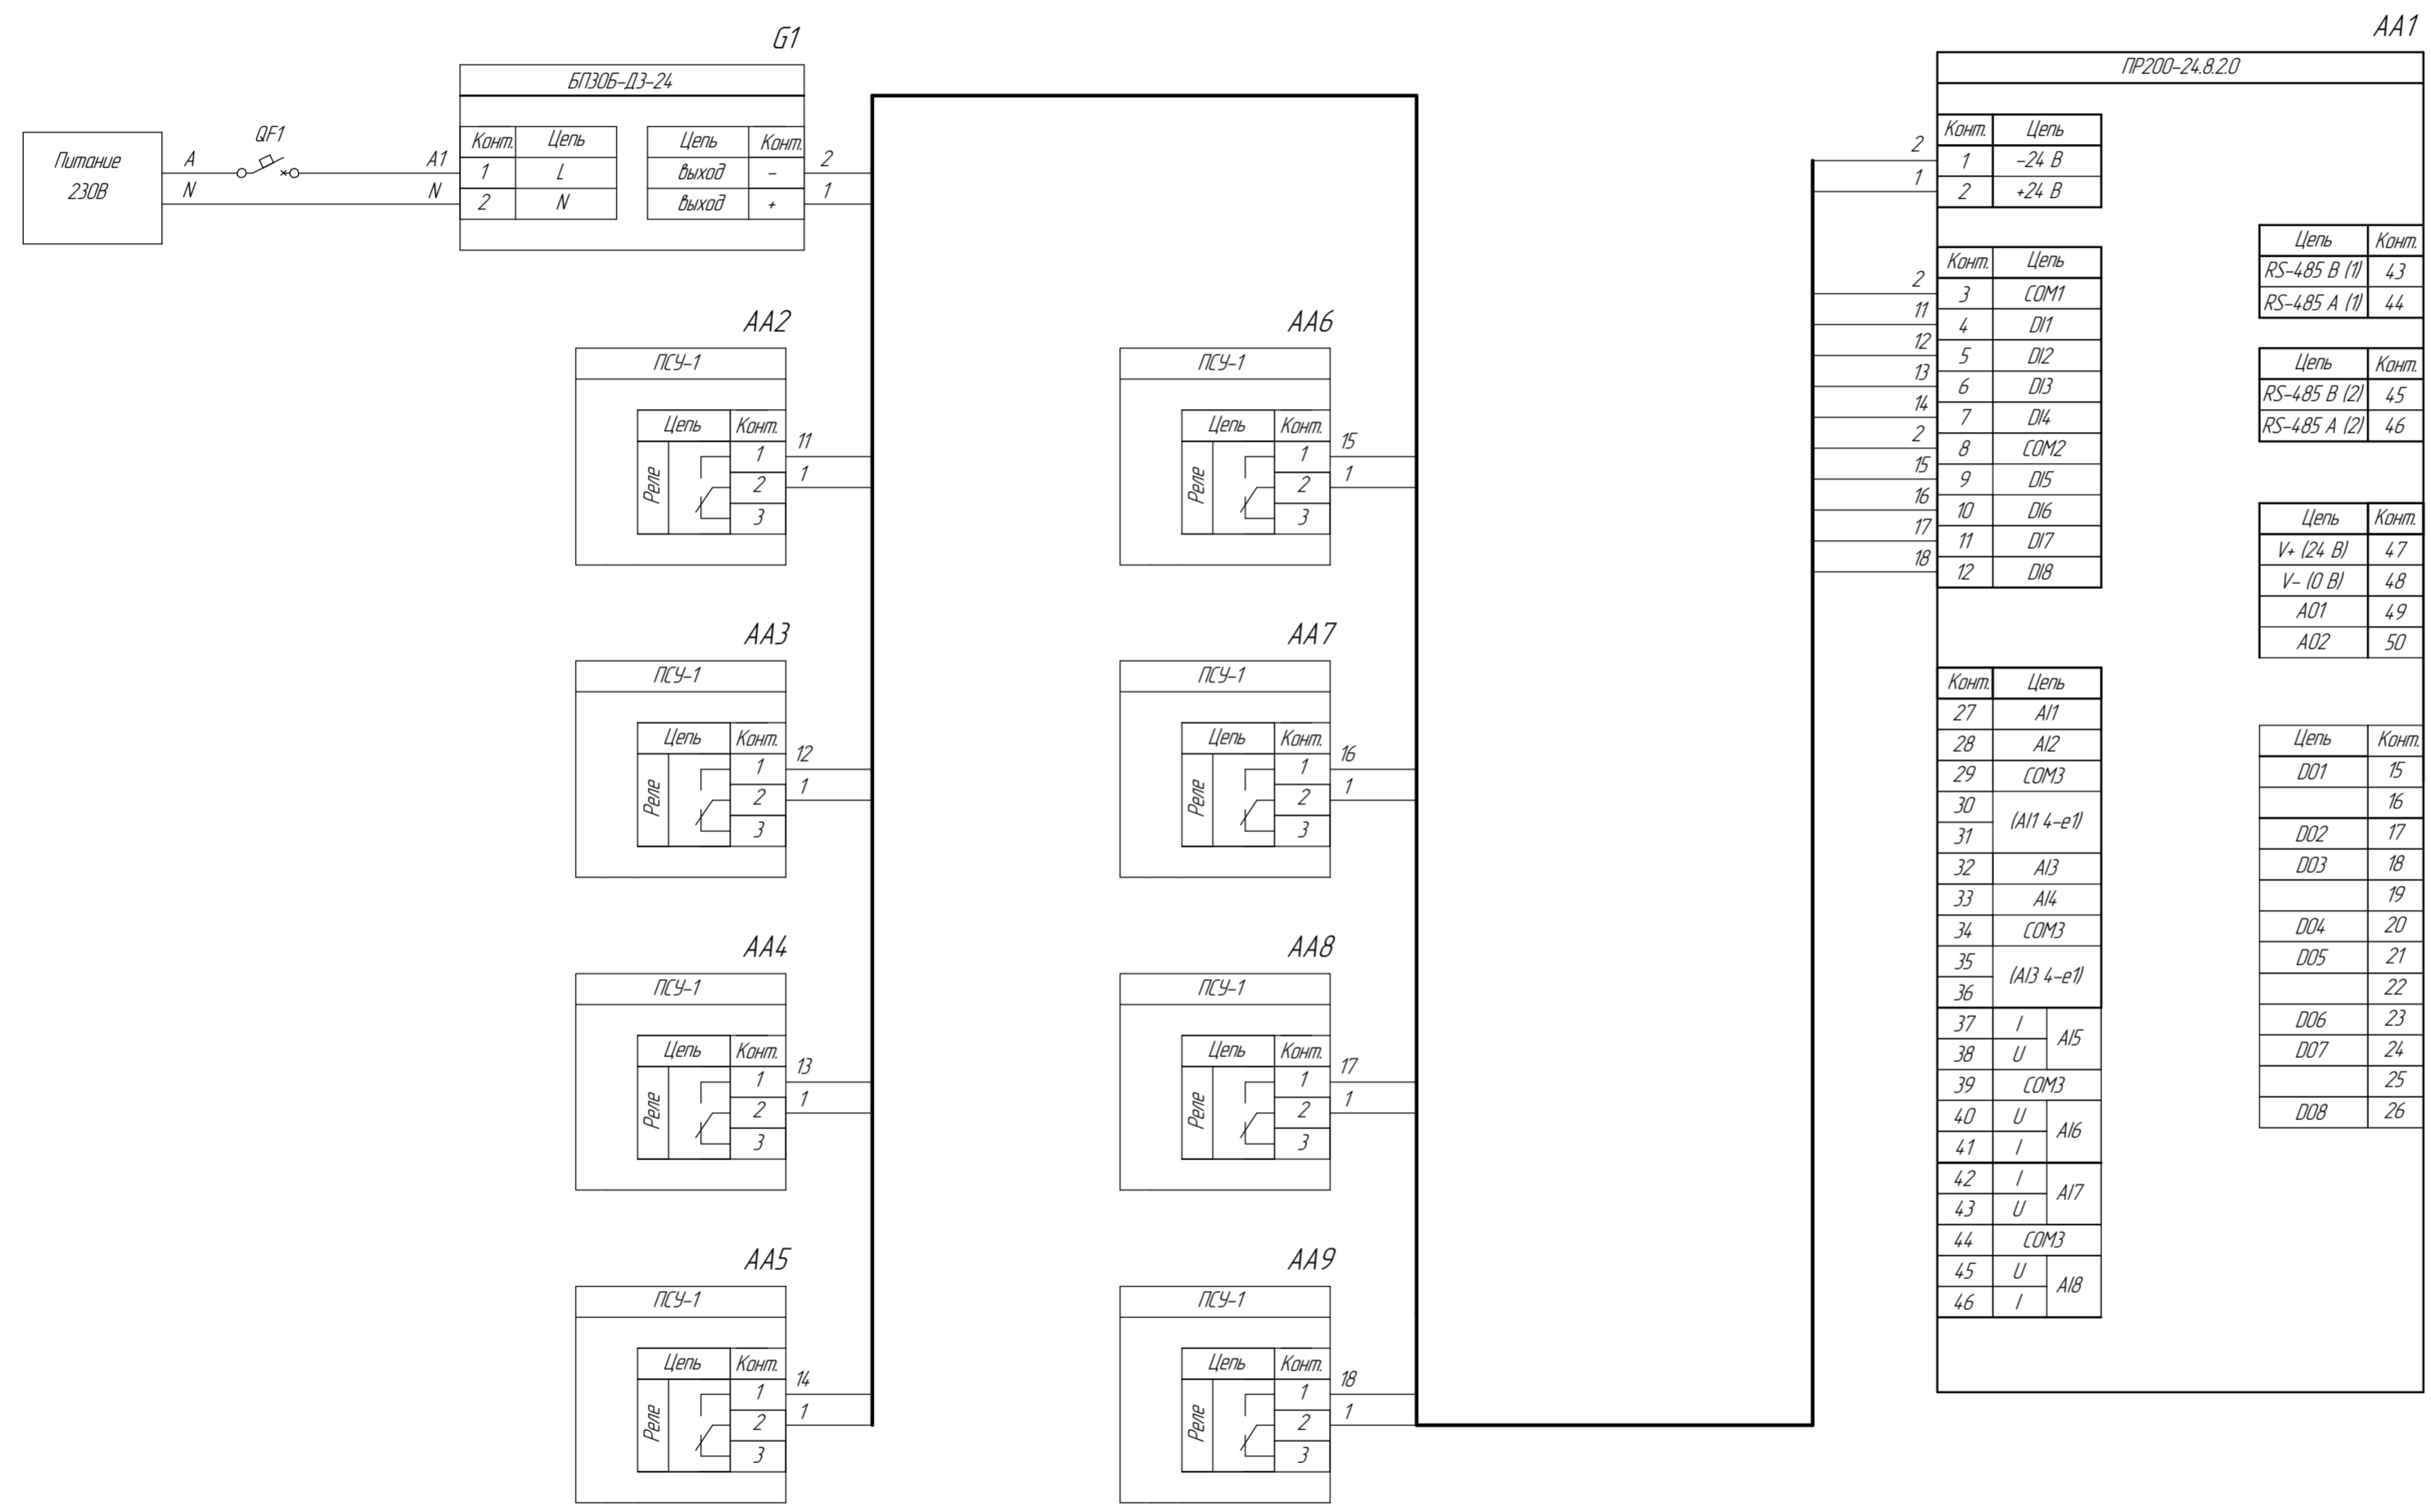 G1
БП30Б-Д3-24
Питание
230В
A
N
QF1
A1
N
Конт. Цепь
1 L
2 N
Цепь Конт.
выход –
выход +
2
1
AA2
ПСУ-1
Цепь Конт.
Реле
1
2
3
11
1
AA3
ПСУ-1
Цепь Конт.
Реле
1
2
3
12
1
AA4
ПСУ-1
Цепь Конт.
Реле
1
2
3
13
1
AA5
ПСУ-1
Цепь Конт.
Реле
1
2
3
14
1
AA6
ПСУ-1
Цепь Конт.
Реле
1
2
3
15
1
AA7
ПСУ-1
Цепь Конт.
Реле
1
2
3
16
1
AA8
ПСУ-1
Цепь Конт.
Реле
1
2
3
17
1
AA9
ПСУ-1
Цепь Конт.
Реле
1
2
3
18
1
AA1
ПР200-24.8.2.0
Конт. Цепь
2 1 –24 В
1 2 +24 В
Конт. Цепь
2 3 COM1
11 4 DI1
12 5 DI2
13 6 DI3
14 7 DI4
2 8 COM2
15 9 DI5
16 10 DI6
17 11 DI7
18 12 DI8
Конт. Цепь
27 AI1
28 AI2
29 COM3
30
(AI1 4-e1)
31
32 AI3
33 AI4
34 COM3
35
(AI3 4-e1)
36
37 I
AI5
38 U
39 COM3
40 U
AI6
41 I
42 I
AI7
43 U
44 COM3
45 U
AI8
46 I
Цепь Конт.
RS-485 B (1) 43
RS-485 A (1) 44
Цепь Конт.
RS-485 B (2) 45
RS-485 A (2) 46
Цепь Конт.
V+ (24 В) 47
V– (0 В) 48
AO1 49
AO2 50
Цепь Конт.
DO1 15
16
DO2 17
DO3 18
19
DO4 20
DO5 21
22
DO6 23
DO7 24
25
DO8 26